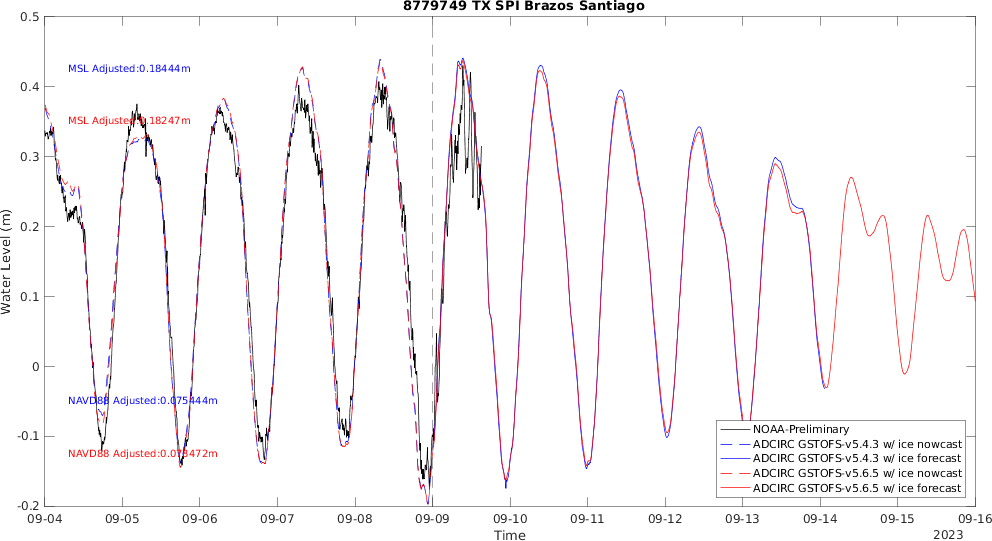 8779749 TX SPI Brazos Santiago
0.5
0.4
0.3
0.2
0.1
0
-0.1
-0.2
Water Level (m)
MSL Adjusted:0.18444m
MSL Adjusted:0.18247m
NAVD88 Adjusted:0.075444m
NAVD88 Adjusted:0.073472m
NOAA-Preliminary
ADCIRC GSTOFS-v5.4.3 w/ ice nowcast
ADCIRC GSTOFS-v5.4.3 w/ ice forecast
ADCIRC GSTOFS-v5.6.5 w/ ice nowcast
ADCIRC GSTOFS-v5.6.5 w/ ice forecast
09-04 09-05 09-06 09-07 09-08 09-09 09-10 09-11 09-12 09-13 09-14 09-15 09-16
Time
2023